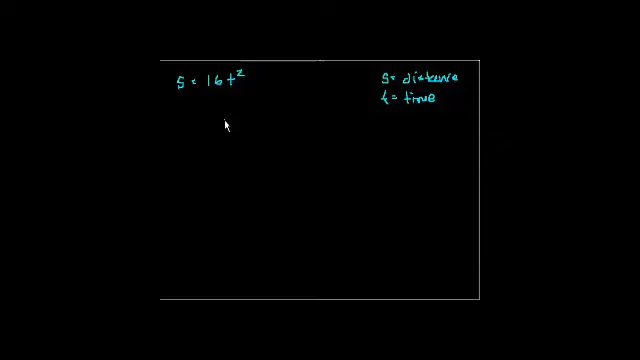 s = 16t²
s = distance
t = time